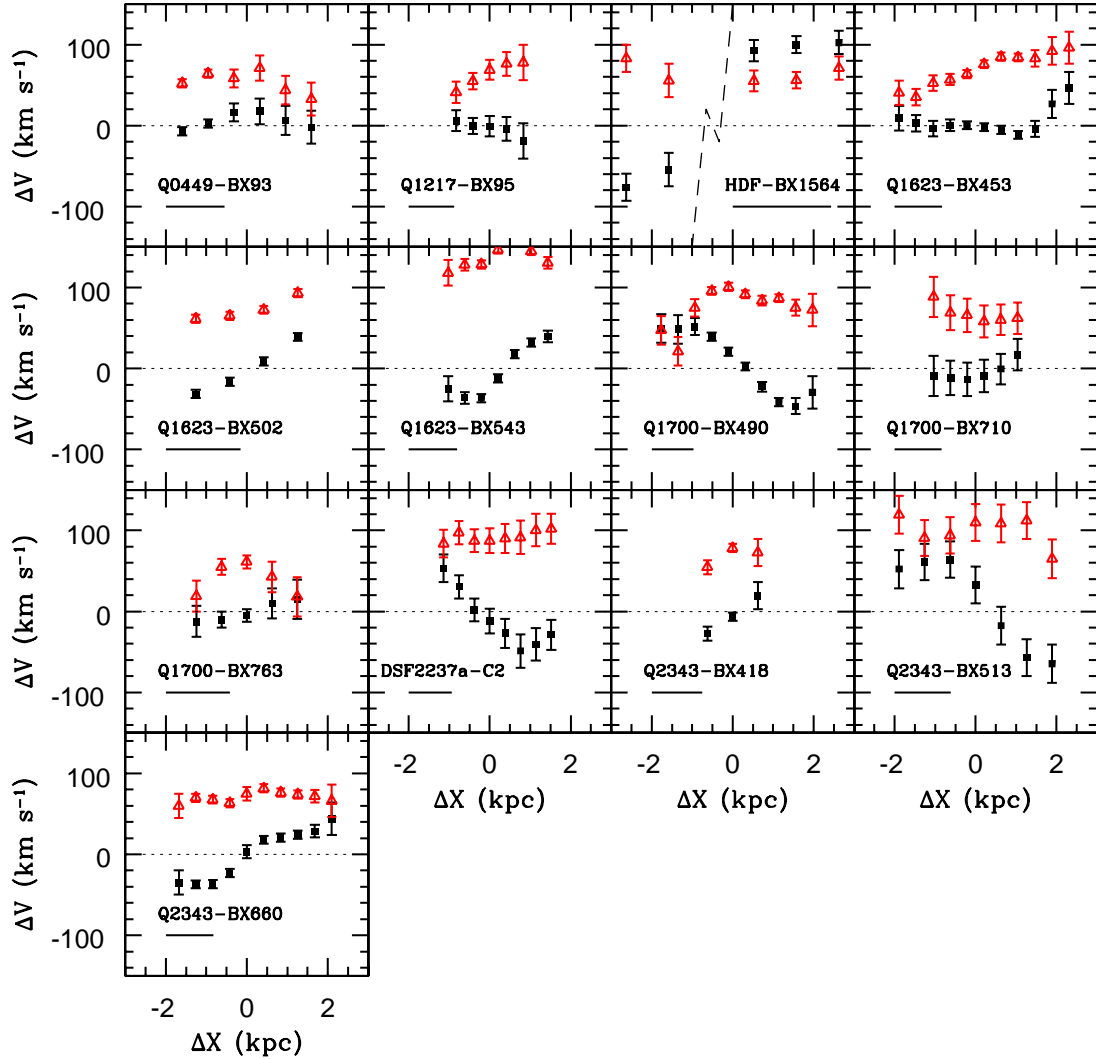 ΔV (km s⁻¹)
100
0
-100
Q0449-BX93
Q1217-BX95
HDF-BX1564
Q1623-BX453
ΔV (km s⁻¹)
100
0
-100
Q1623-BX502
Q1623-BX543
Q1700-BX490
Q1700-BX710
ΔV (km s⁻¹)
100
0
-100
Q1700-BX763
DSF2237a-C2
Q2343-BX418
Q2343-BX513
-2 0 2
-2 0 2
-2 0 2
ΔX (kpc)
ΔX (kpc)
ΔX (kpc)
ΔV (km s⁻¹)
100
0
-100
Q2343-BX660
-2 0 2
ΔX (kpc)